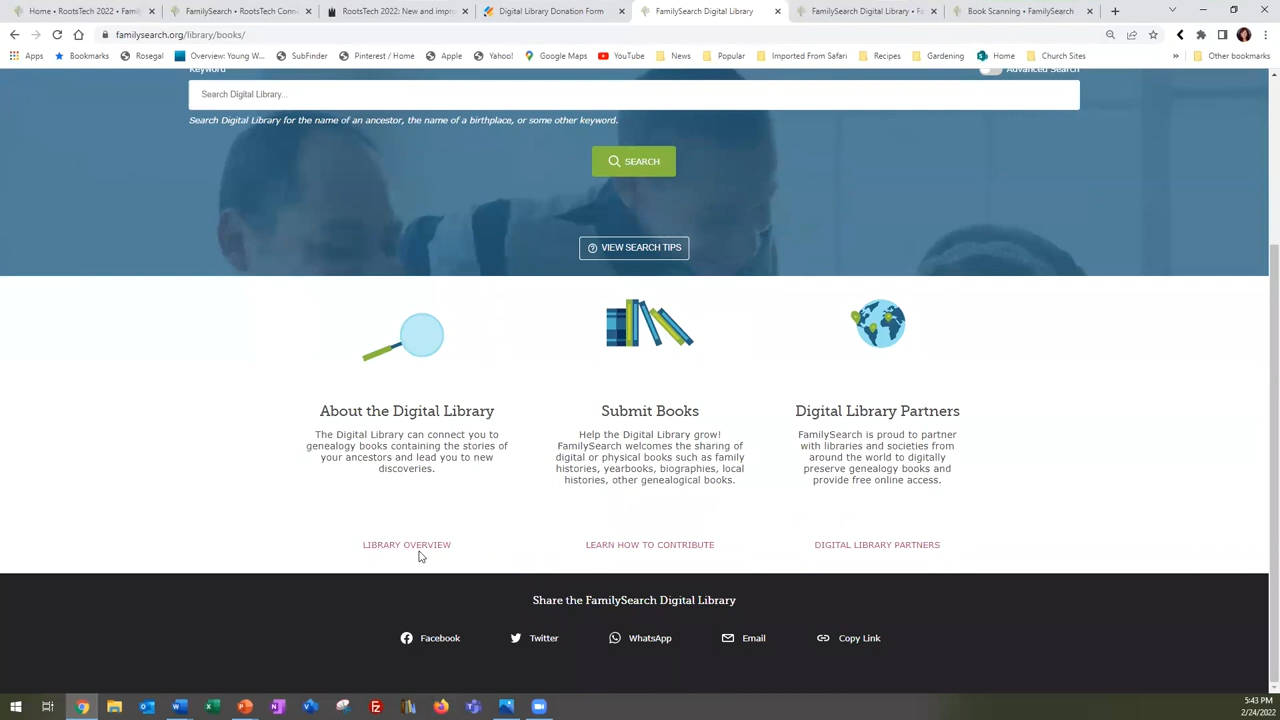 Home • RootsTech 2022 • Family
FamilySearch • RootsTech Conn
RootsTech 2022: New and impr
Digital Library Donation Form
FamilySearch Digital Library
FamilySearch Digital Library • F
Book Scanning • FamilySearch
familysearch.org/library/books/
Apps
Bookmarks
Rosegal
Overview: Young W...
SubFinder
Pinterest / Home
Apple
Yahoo!
Google Maps
YouTube
News
Popular
Imported From Safari
Recipes
Gardening
Home
Church Sites
»
Other bookmarks
Keyword
Advanced Search
Search Digital Library...
Search Digital Library for the name of an ancestor, the name of a birthplace, or some other keyword.
SEARCH
VIEW SEARCH TIPS
About the Digital Library
The Digital Library can connect you to
genealogy books containing the stories of
your ancestors and lead you to new
discoveries.
LIBRARY OVERVIEW
Submit Books
Help the Digital Library grow!
FamilySearch welcomes the sharing of
digital or physical books such as family
histories, yearbooks, biographies, local
histories, other genealogical books.
LEARN HOW TO CONTRIBUTE
Digital Library Partners
FamilySearch is proud to partner
with libraries and societies from
around the world to digitally
preserve genealogy books and
provide free online access.
DIGITAL LIBRARY PARTNERS
Share the FamilySearch Digital Library
Facebook
Twitter
WhatsApp
Email
Copy Link
5:43 PM
2/24/2022